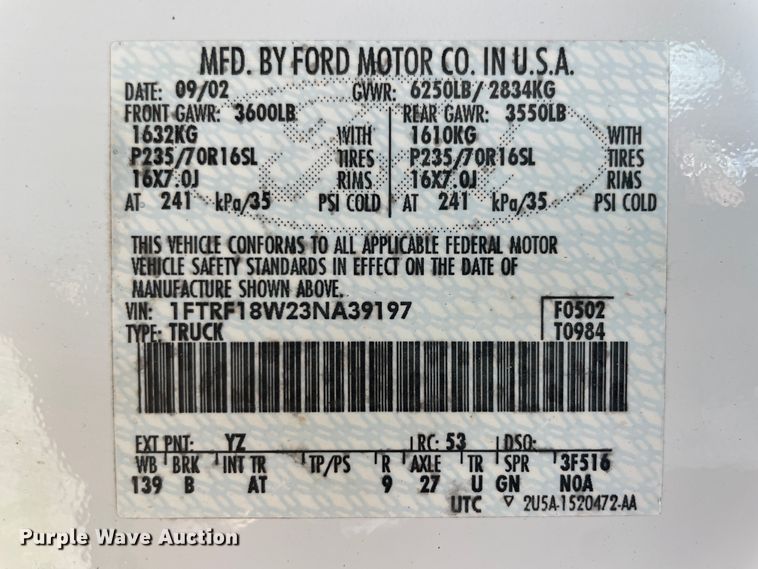 MFD. BY FORD MOTOR CO. IN U.S.A.
DATE: 09/02 GVWR: 6250LB/ 2834KG
FRONT GAWR: 3600LB REAR GAWR: 3550LB
1632KG WITH 1610KG WITH
P235/70R16SL TIRES P235/70R16SL TIRES
16X7.0J RIMS 16X7.0J RIMS
AT 241 kPa/35 PSI COLD AT 241 kPa/35 PSI COLD
THIS VEHICLE CONFORMS TO ALL APPLICABLE FEDERAL MOTOR
VEHICLE SAFETY STANDARDS IN EFFECT ON THE DATE OF
MANUFACTURE SHOWN ABOVE.
VIN: 1FTRF18W23NA39197 F0502
TYPE: TRUCK T0984
EXT PNT: YZ RC: 53 DSO:
WB BRK INT TR TP/PS R AXLE TR SPR 3F516
139 B AT 9 27 U GN N0A
UTC ▽ 2U5A-1520472-AA
Purple Wave Auction